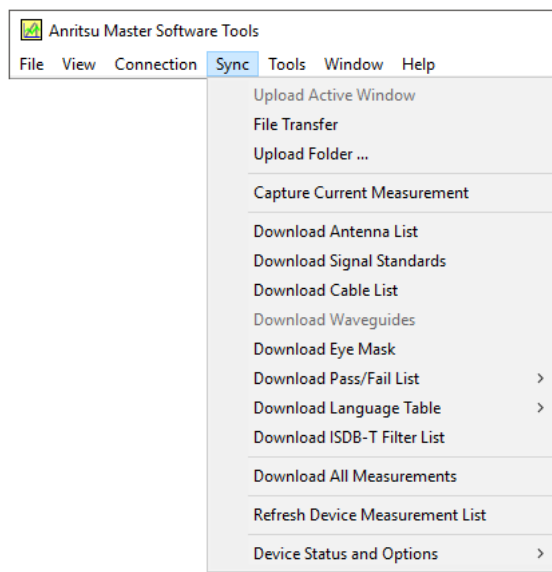 Anritsu Master Software Tools
File View Connection Sync Tools Window Help
Upload Active Window
File Transfer
Upload Folder ...
Capture Current Measurement
Download Antenna List
Download Signal Standards
Download Cable List
Download Waveguides
Download Eye Mask
Download Pass/Fail List
Download Language Table
Download ISDB-T Filter List
Download All Measurements
Refresh Device Measurement List
Device Status and Options